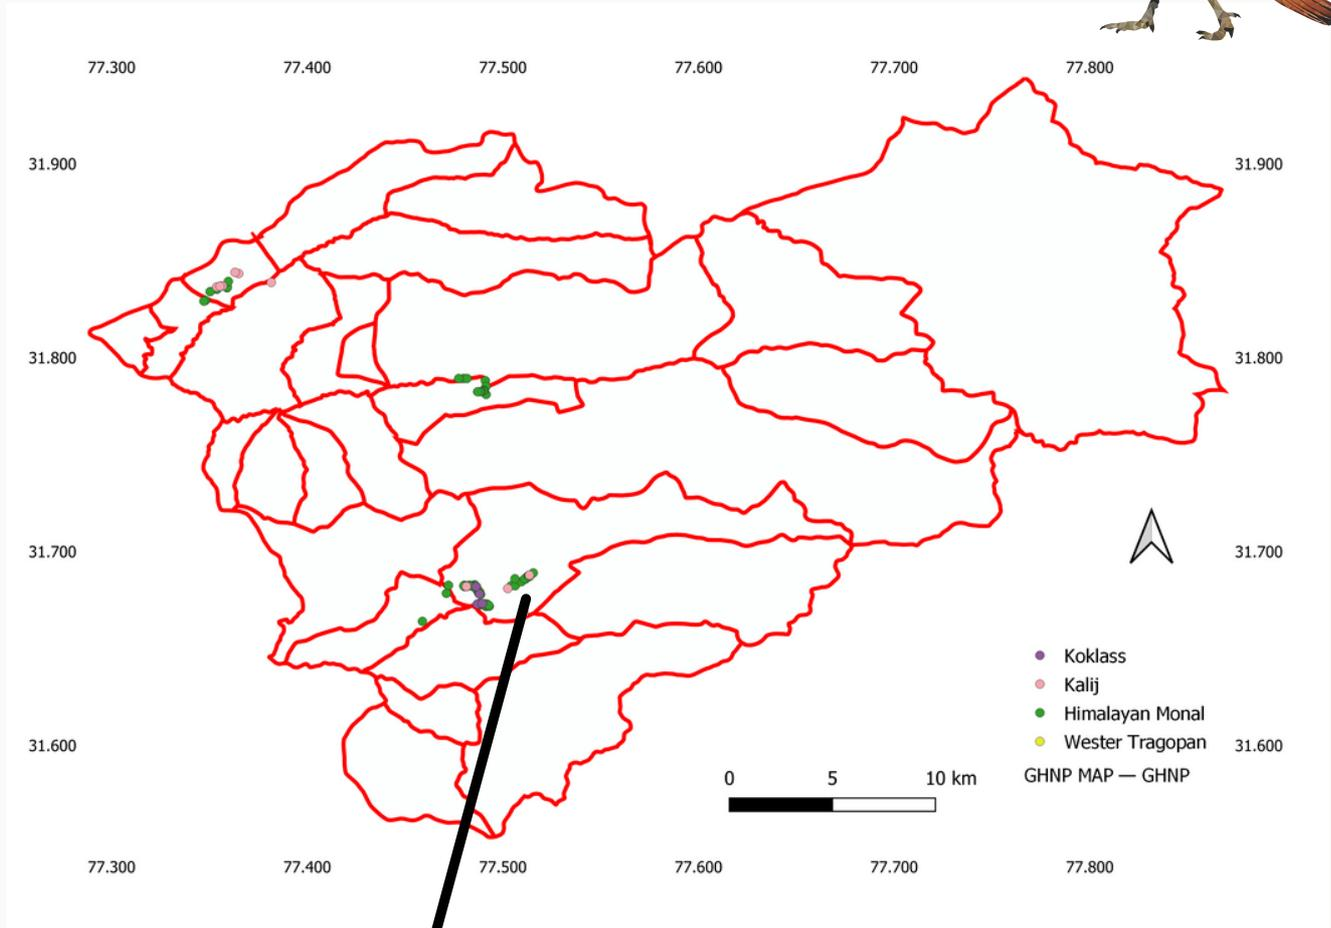 77.300 77.400 77.500 77.600 77.700 77.800
31.900 31.900
31.800 31.800
31.700 31.700
Koklass
Kalij
Himalayan Monal
Wester Tragopan
31.600 31.600
0 5 10 km
GHNP MAP — GHNP
77.300 77.400 77.500 77.600 77.700 77.800